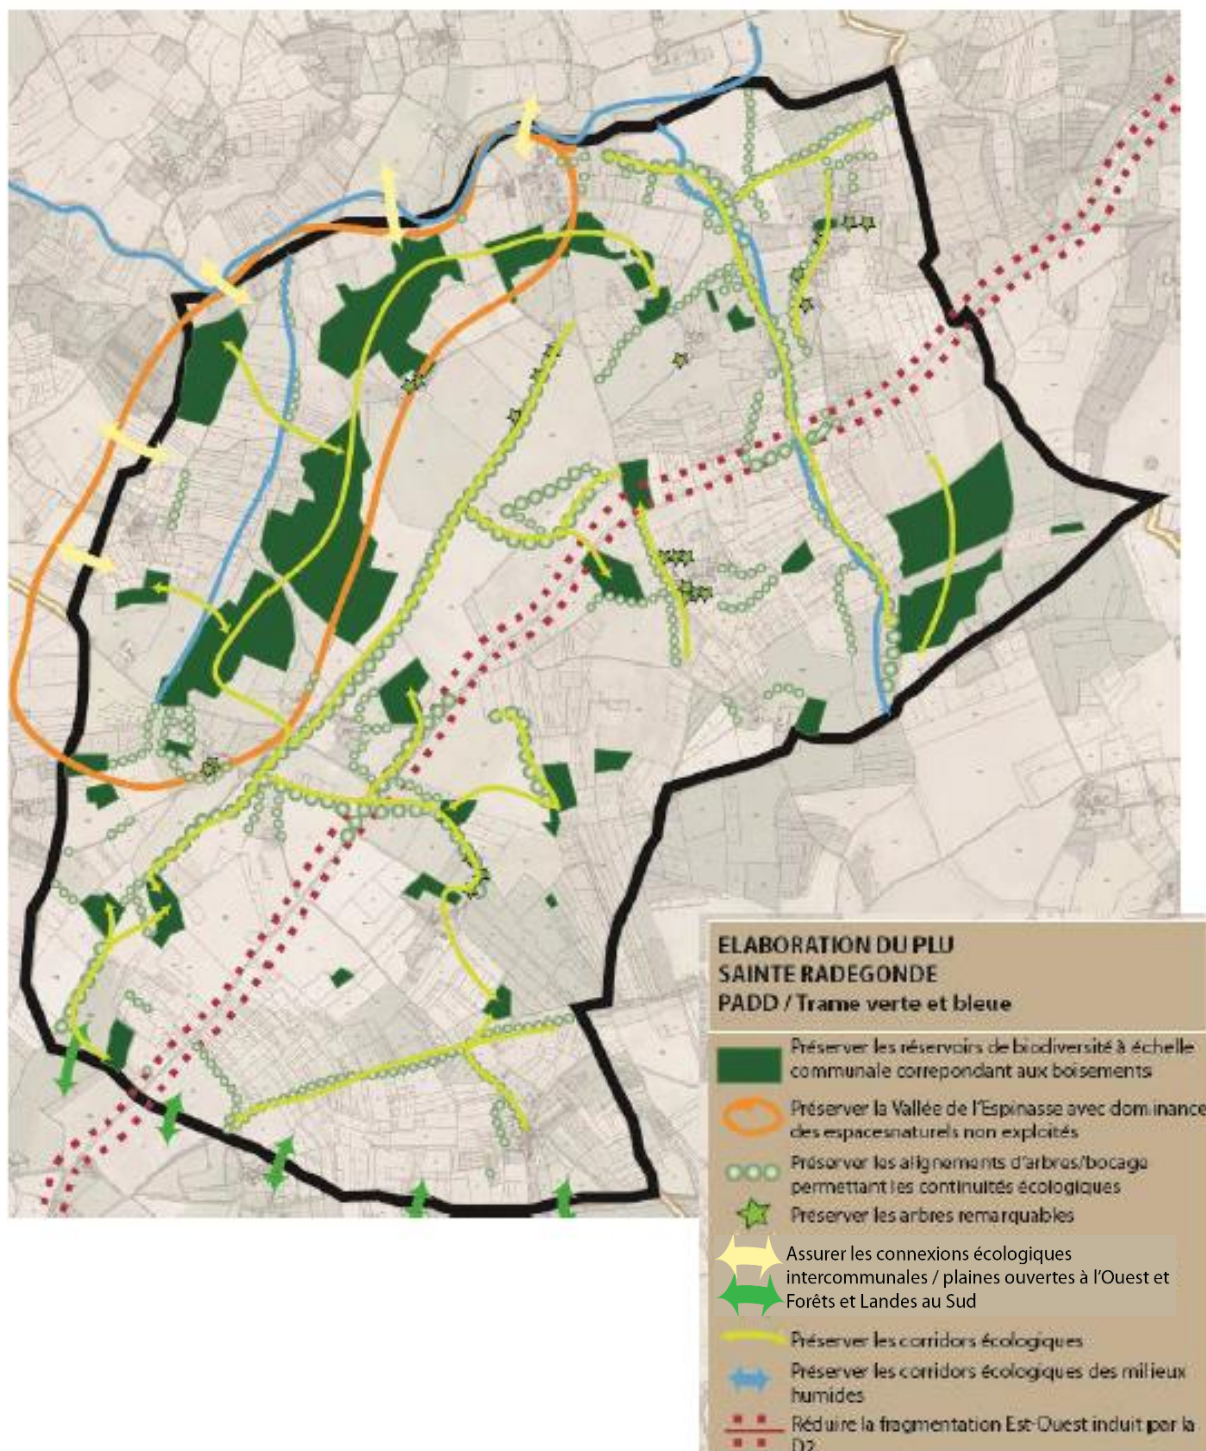 ELABORATION DU PLU
SAINTE RADEGONDE
PADD / Trame verte et bleue
Préserver les réservoirs de biodiversité à échelle
communale correpondant aux boisements
Préserver la Vallée de l'Espinasse avec dominance
des espacesnaturels non exploités
Préserver les alignements d'arbres/bocage
permettant les continuités écologiques
Préserver les arbres remarquables
Assurer les connexions écologiques
intercommunales / plaines ouvertes à l'Ouest et
Forêts et Landes au Sud
Préserver les corridors écologiques
Préserver les corridors écologiques des milieux
humides
Réduire la fragmentation Est-Ouest induit par la
D2